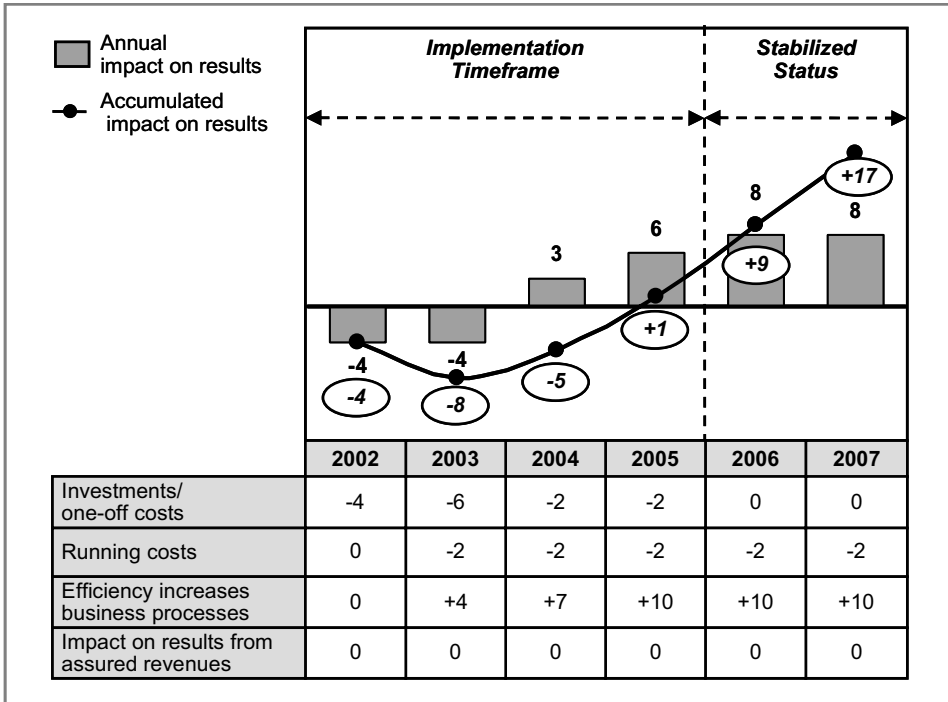 Annual
impact on results
Accumulated
impact on results
Implementation
Timeframe
Stabilized
Status
-4
-4
-4
-8
3
-5
6
+1
8
+9
+17
8
2002 2003 2004 2005 2006 2007
Investments/
one-off costs
-4 -6 -2 -2 0 0
Running costs 0 -2 -2 -2 -2 -2
Efficiency increases
business processes
0 +4 +7 +10 +10 +10
Impact on results from
assured revenues
0 0 0 0 0 0